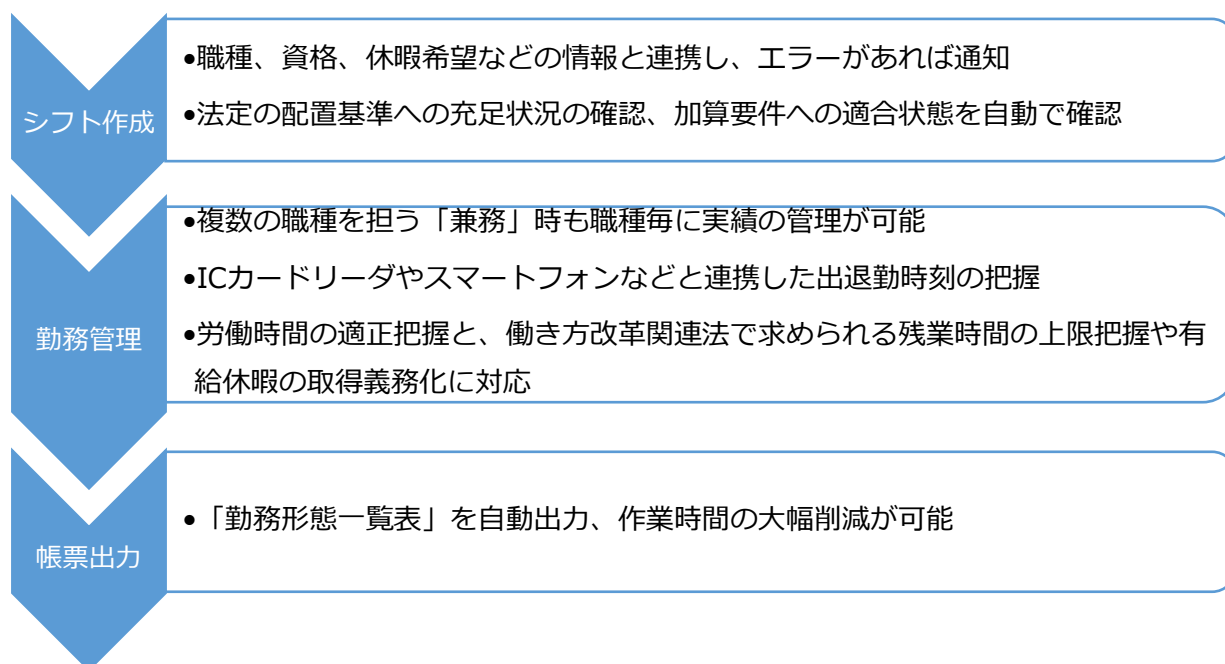 シフト作成
•職種、資格、休暇希望などの情報と連携し、エラーがあれば通知
•法定の配置基準への充足状況の確認、加算要件への適合状態を自動で確認
勤務管理
•複数の職種を担う「兼務」時も職種毎に実績の管理が可能
•ICカードリーダやスマートフォンなどと連携した出退勤時刻の把握
•労働時間の適正把握と、働き方改革関連法で求められる残業時間の上限把握や有
給休暇の取得義務化に対応
帳票出力
•「勤務形態一覧表」を自動出力、作業時間の大幅削減が可能